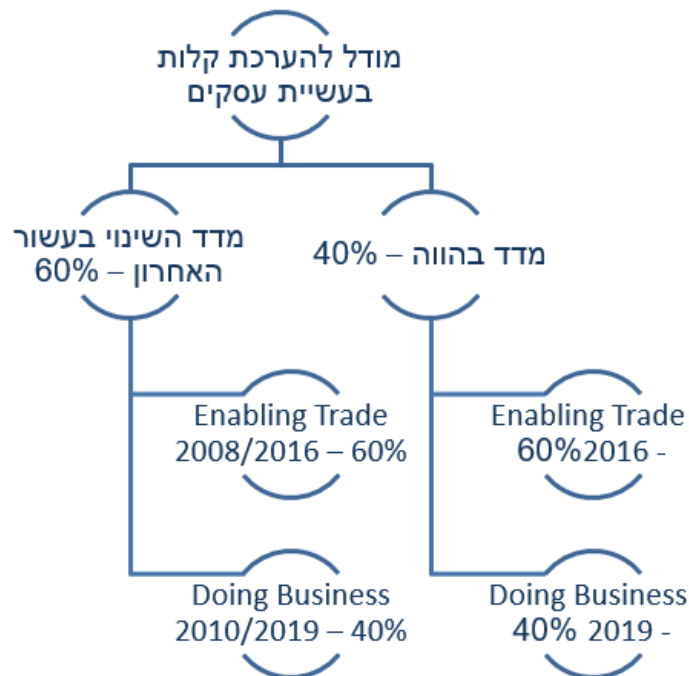 מודל להערכת קלות
בעשיית עסקים
מדד בהווה – 40%
מדד השינוי בעשור
האחרון – 60%
Enabling Trade
60%2016 -
Doing Business
40% 2019 -
Enabling Trade
2008/2016 – 60%
Doing Business
2010/2019 – 40%